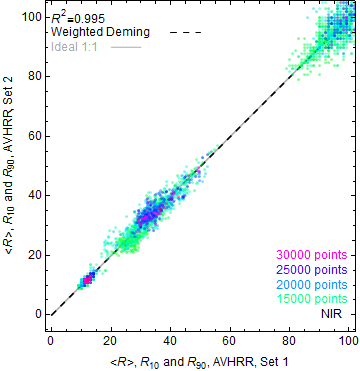 R²=0.995
Weighted Deming
Ideal 1:1
100
80
60
40
20
0
<R>, R₁₀ and R₉₀, AVHRR, Set 2
30000 points
25000 points
20000 points
15000 points
NIR
0 20 40 60 80 100
<R>, R₁₀ and R₉₀, AVHRR, Set 1